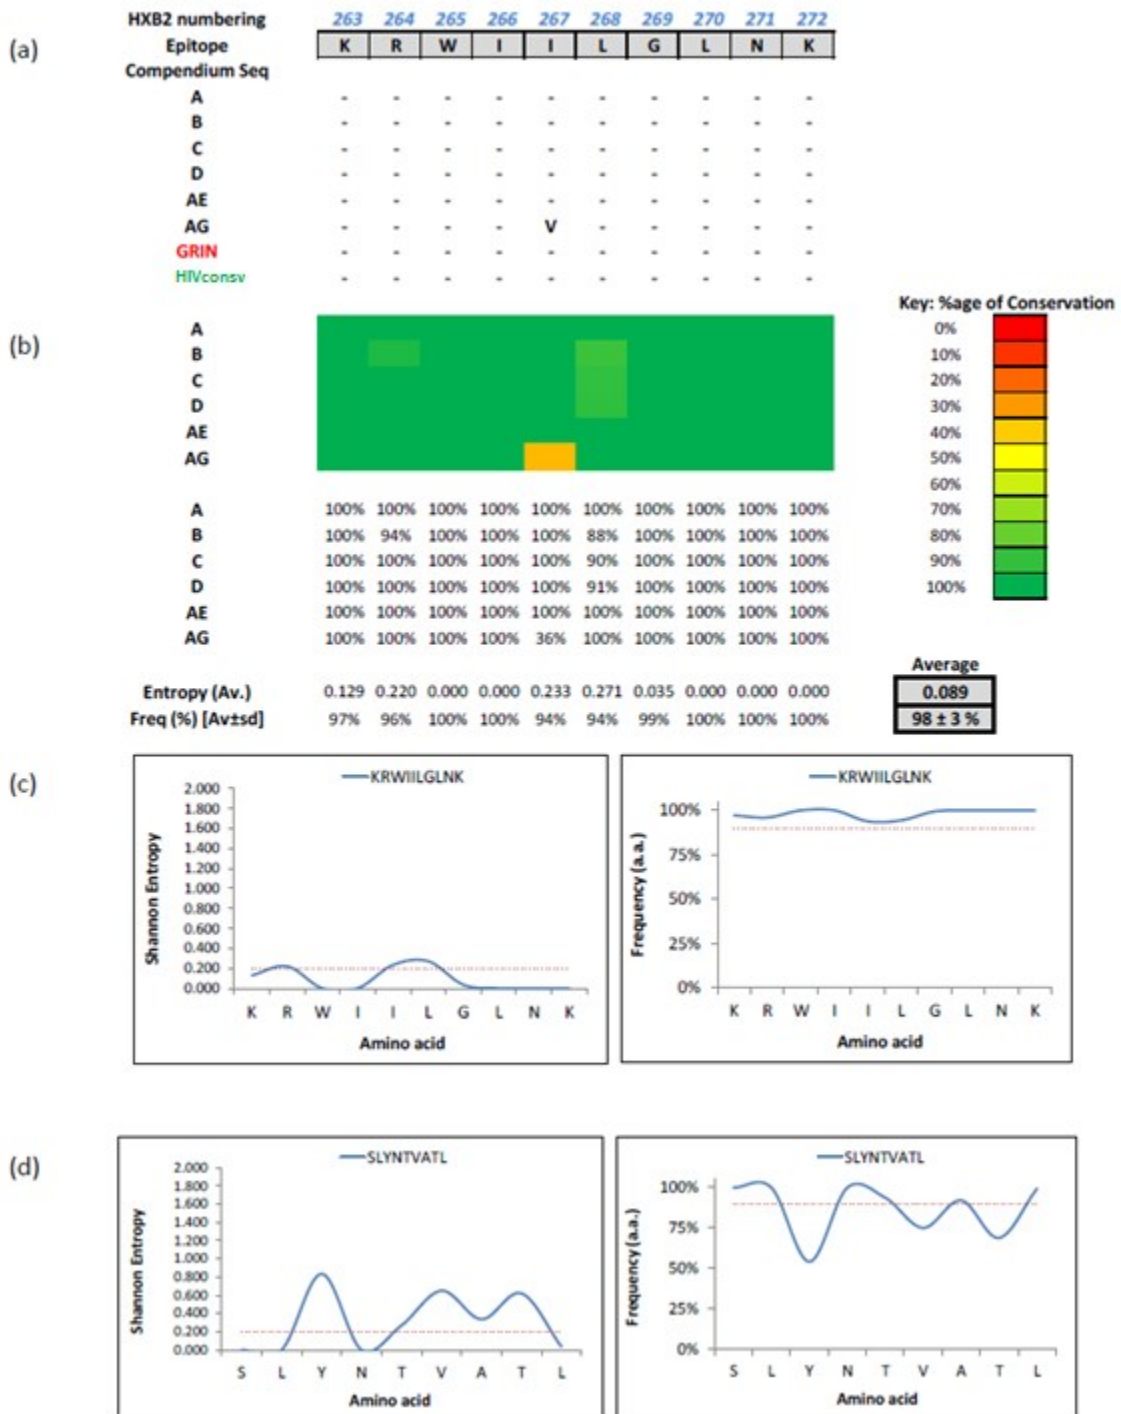 (a)
HXB2 numbering 263 264 265 266 267 268 269 270 271 272
Epitope K R W I I L G L N K
Compendium Seq
A - - - - - - - - - -
B - - - - - - - - - -
C - - - - - - - - - -
D - - - - - - - - - -
AE - - - - - - - - - -
AG - - - - V - - - - -
GRIN - - - - - - - - - -
HIVconsv - - - - - - - - - -
(b)
A
B
C
D
AE
AG
Key: %age of Conservation
0%
10%
20%
30%
40%
50%
60%
70%
80%
90%
100%
A 100% 100% 100% 100% 100% 100% 100% 100% 100% 100%
B 100% 94% 100% 100% 100% 88% 100% 100% 100% 100%
C 100% 100% 100% 100% 100% 90% 100% 100% 100% 100%
D 100% 100% 100% 100% 100% 91% 100% 100% 100% 100%
AE 100% 100% 100% 100% 100% 100% 100% 100% 100% 100%
AG 100% 100% 100% 100% 36% 100% 100% 100% 100% 100%
Average
Entropy (Av.) 0.129 0.220 0.000 0.000 0.233 0.271 0.035 0.000 0.000 0.000 0.089
Freq (%) [Av±sd] 97% 96% 100% 100% 94% 94% 99% 100% 100% 100% 98 ± 3 %
(c)
KRWIILGLNK
Shannon Entropy
2.000
1.800
1.600
1.400
1.200
1.000
0.800
0.600
0.400
0.200
0.000
K R W I I L G L N K
Amino acid
KRWIILGLNK
Frequency (a.a.)
100%
75%
50%
25%
0%
K R W I I L G L N K
Amino acid
(d)
SLYNTVATL
Shannon Entropy
2.000
1.800
1.600
1.400
1.200
1.000
0.800
0.600
0.400
0.200
0.000
S L Y N T V A T L
Amino acid
SLYNTVATL
Frequency (a.a.)
100%
75%
50%
25%
0%
S L Y N T V A T L
Amino acid